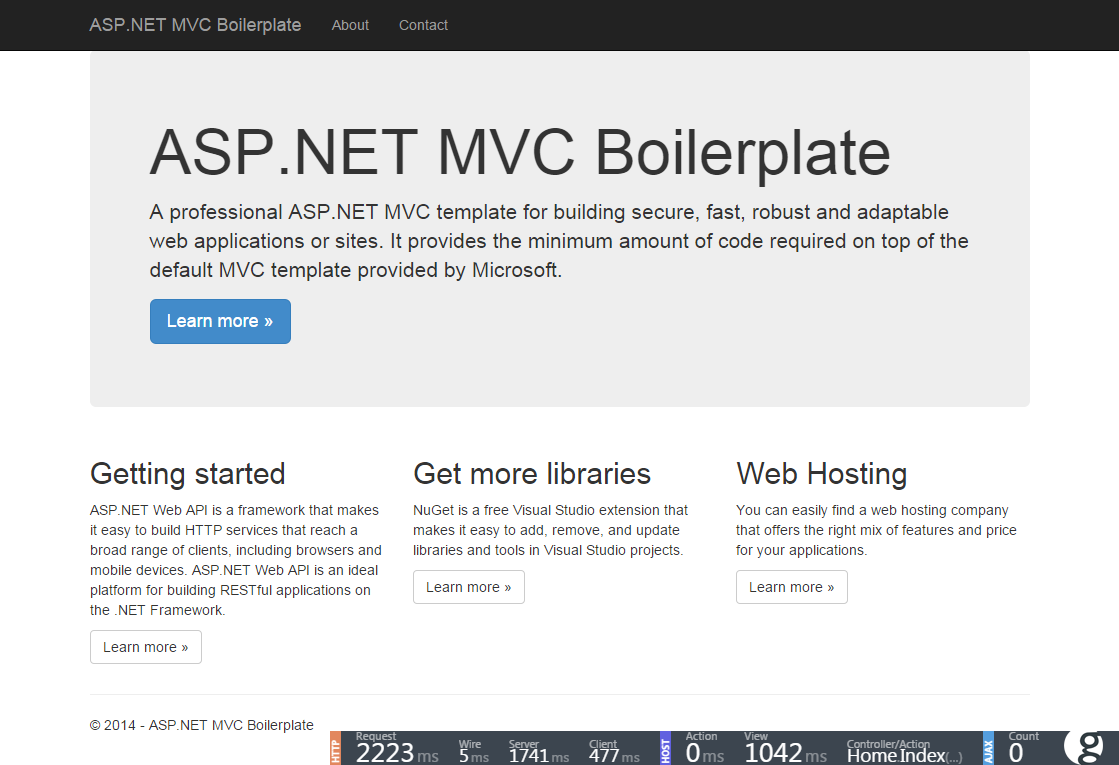 ASP.NET MVC Boilerplate About Contact
ASP.NET MVC Boilerplate
A professional ASP.NET MVC template for building secure, fast, robust and adaptable
web applications or sites. It provides the minimum amount of code required on top of the
default MVC template provided by Microsoft.
Learn more »
Getting started
ASP.NET Web API is a framework that makes
it easy to build HTTP services that reach a
broad range of clients, including browsers and
mobile devices. ASP.NET Web API is an ideal
platform for building RESTful applications on
the .NET Framework.
Learn more »
Get more libraries
NuGet is a free Visual Studio extension that
makes it easy to add, remove, and update
libraries and tools in Visual Studio projects.
Learn more »
Web Hosting
You can easily find a web hosting company
that offers the right mix of features and price
for your applications.
Learn more »
© 2014 - ASP.NET MVC Boilerplate
HTTP
Request
2223 ms
Wire
5 ms
Server
1741 ms
Client
477 ms
HOST
Action
0 ms
View
1042 ms
Controller/Action
Home.Index(...)
AJAX
Count
0
g